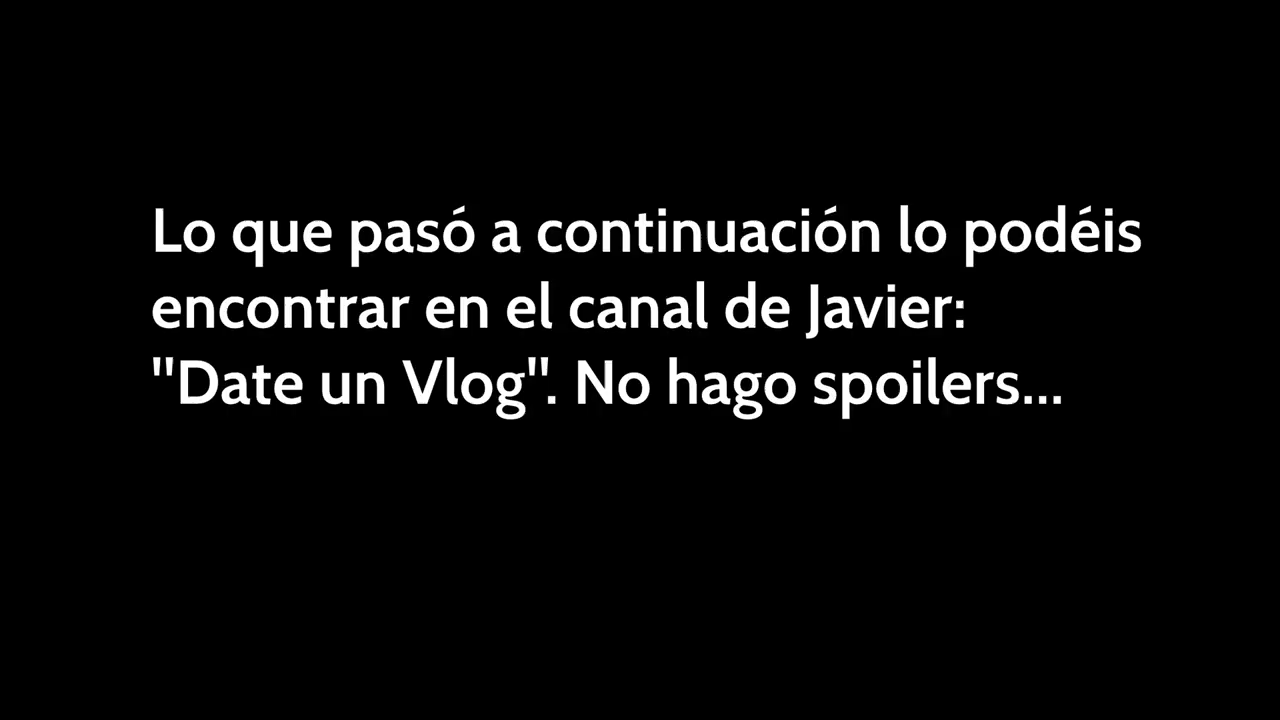 Lo que pasó a continuación lo podéis
encontrar en el canal de Javier:
"Date un Vlog". No hago spoilers...